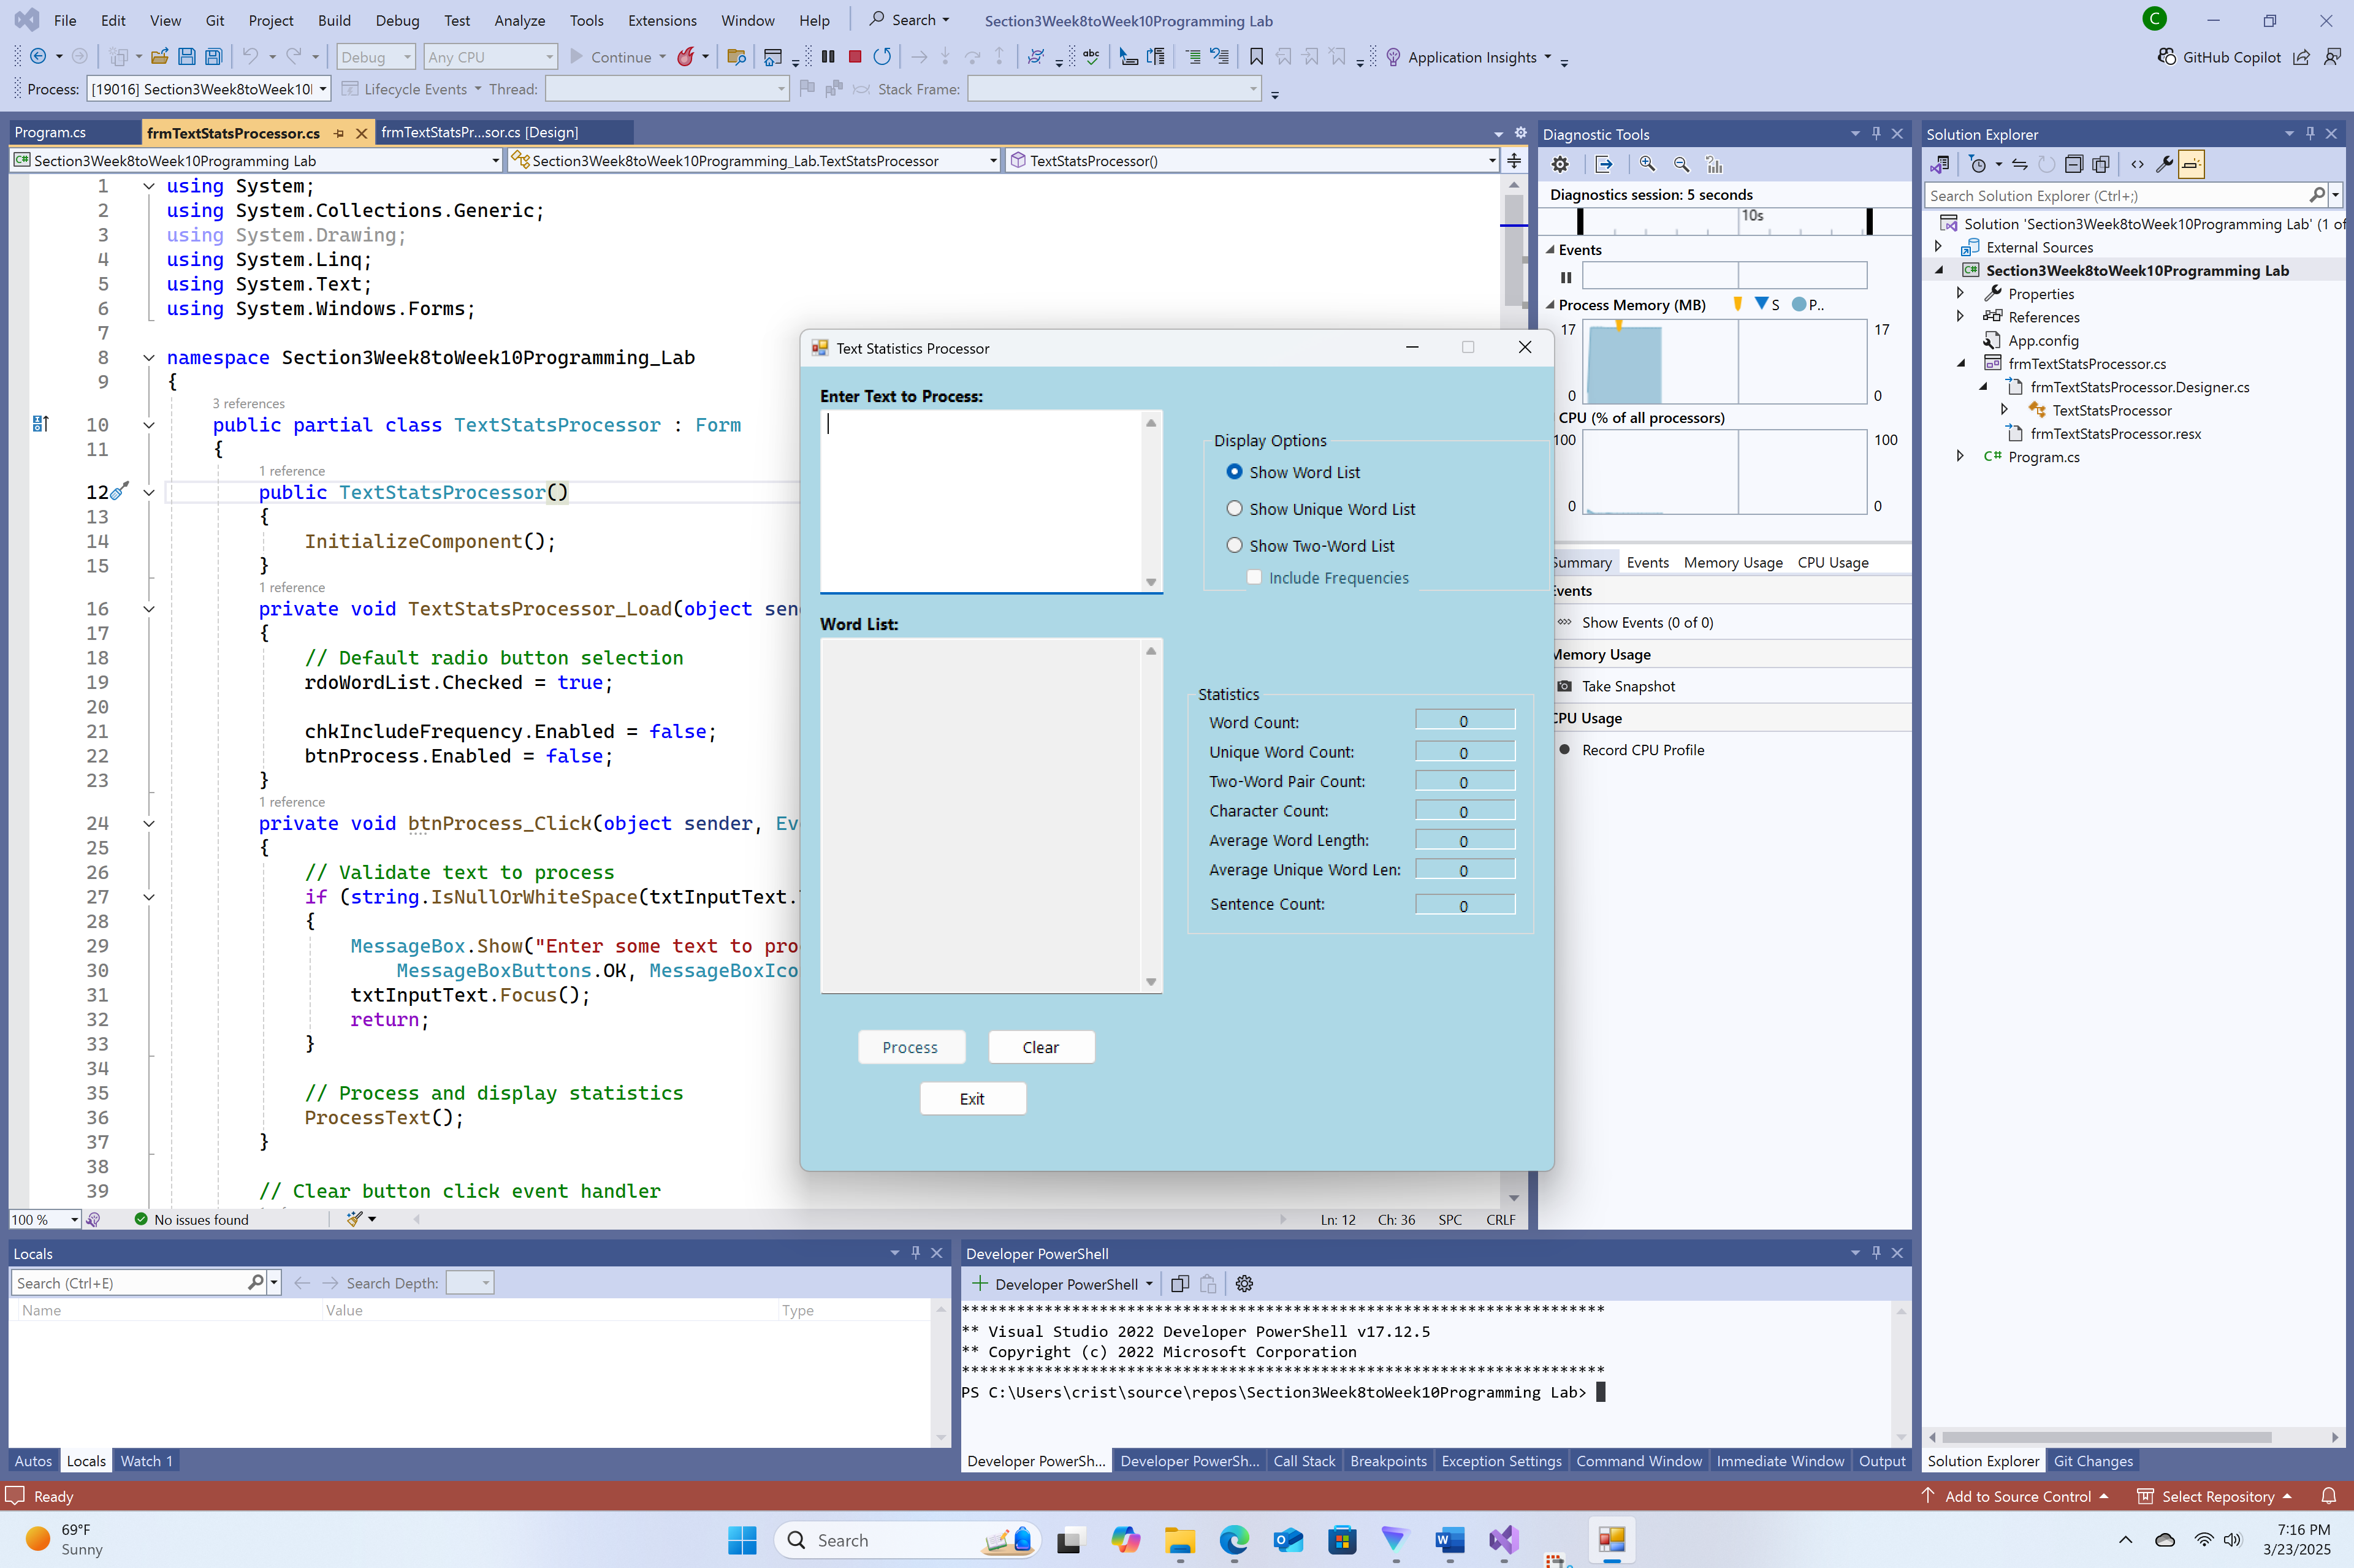 File Edit View Git Project Build Debug Test Analyze Tools Extensions Window Help Search Section3Week8toWeek10Programming Lab C
Debug Any CPU Continue abc Application Insights GitHub Copilot
Process: [19016] Section3Week8toWeek10 Lifecycle Events Thread: Stack Frame:
Program.cs frmTextStatsProcessor.cs frmTextStatsPr...sor.cs [Design]
Section3Week8toWeek10Programming Lab Section3Week8toWeek10Programming_Lab.TextStatsProcessor TextStatsProcessor()
1 using System;
2 using System.Collections.Generic;
3 using System.Drawing;
4 using System.Linq;
5 using System.Text;
6 using System.Windows.Forms;
7
8 namespace Section3Week8toWeek10Programming_Lab
9 {
3 references
10 public partial class TextStatsProcessor : Form
11 {
1 reference
12 public TextStatsProcessor()
13 {
14 InitializeComponent();
15 }
1 reference
16 private void TextStatsProcessor_Load(object sen
17 {
18 // Default radio button selection
19 rdoWordList.Checked = true;
20
21 chkIncludeFrequency.Enabled = false;
22 btnProcess.Enabled = false;
23 }
1 reference
24 private void btnProcess_Click(object sender, Ev
25 {
26 // Validate text to process
27 if (string.IsNullOrWhiteSpace(txtInputText.
28 {
29 MessageBox.Show("Enter some text to pro
30 MessageBoxButtons.OK, MessageBoxIco
31 txtInputText.Focus();
32 return;
33 }
34
35 // Process and display statistics
36 ProcessText();
37 }
38
39 // Clear button click event handler
100 % No issues found Ln: 12 Ch: 36 SPC CRLF
Text Statistics Processor
Enter Text to Process:
Display Options
Show Word List
Show Unique Word List
Show Two-Word List
Include Frequencies
Word List:
Statistics
Word Count: 0
Unique Word Count: 0
Two-Word Pair Count: 0
Character Count: 0
Average Word Length: 0
Average Unique Word Len: 0
Sentence Count: 0
Process Clear
Exit
Diagnostic Tools
Diagnostics session: 5 seconds
10s
Events
Process Memory (MB) S P..
17 17
0 0
CPU (% of all processors)
100 100
0 0
Summary Events Memory Usage CPU Usage
Events
Show Events (0 of 0)
Memory Usage
Take Snapshot
CPU Usage
Record CPU Profile
Solution Explorer
Search Solution Explorer (Ctrl+;)
Solution 'Section3Week8toWeek10Programming Lab' (1 of
External Sources
C# Section3Week8toWeek10Programming Lab
Properties
References
App.config
frmTextStatsProcessor.cs
frmTextStatsProcessor.Designer.cs
TextStatsProcessor
frmTextStatsProcessor.resx
C# Program.cs
Solution Explorer Git Changes
Locals
Search (Ctrl+E) Search Depth:
Name Value Type
Autos Locals Watch 1
Developer PowerShell
Developer PowerShell
**********************************************************************
** Visual Studio 2022 Developer PowerShell v17.12.5
** Copyright (c) 2022 Microsoft Corporation
**********************************************************************
PS C:\Users\crist\source\repos\Section3Week8toWeek10Programming Lab>
Developer PowerSh... Developer PowerSh... Call Stack Breakpoints Exception Settings Command Window Immediate Window Output
Ready Add to Source Control Select Repository
69°F
Sunny
Search
7:16 PM
3/23/2025